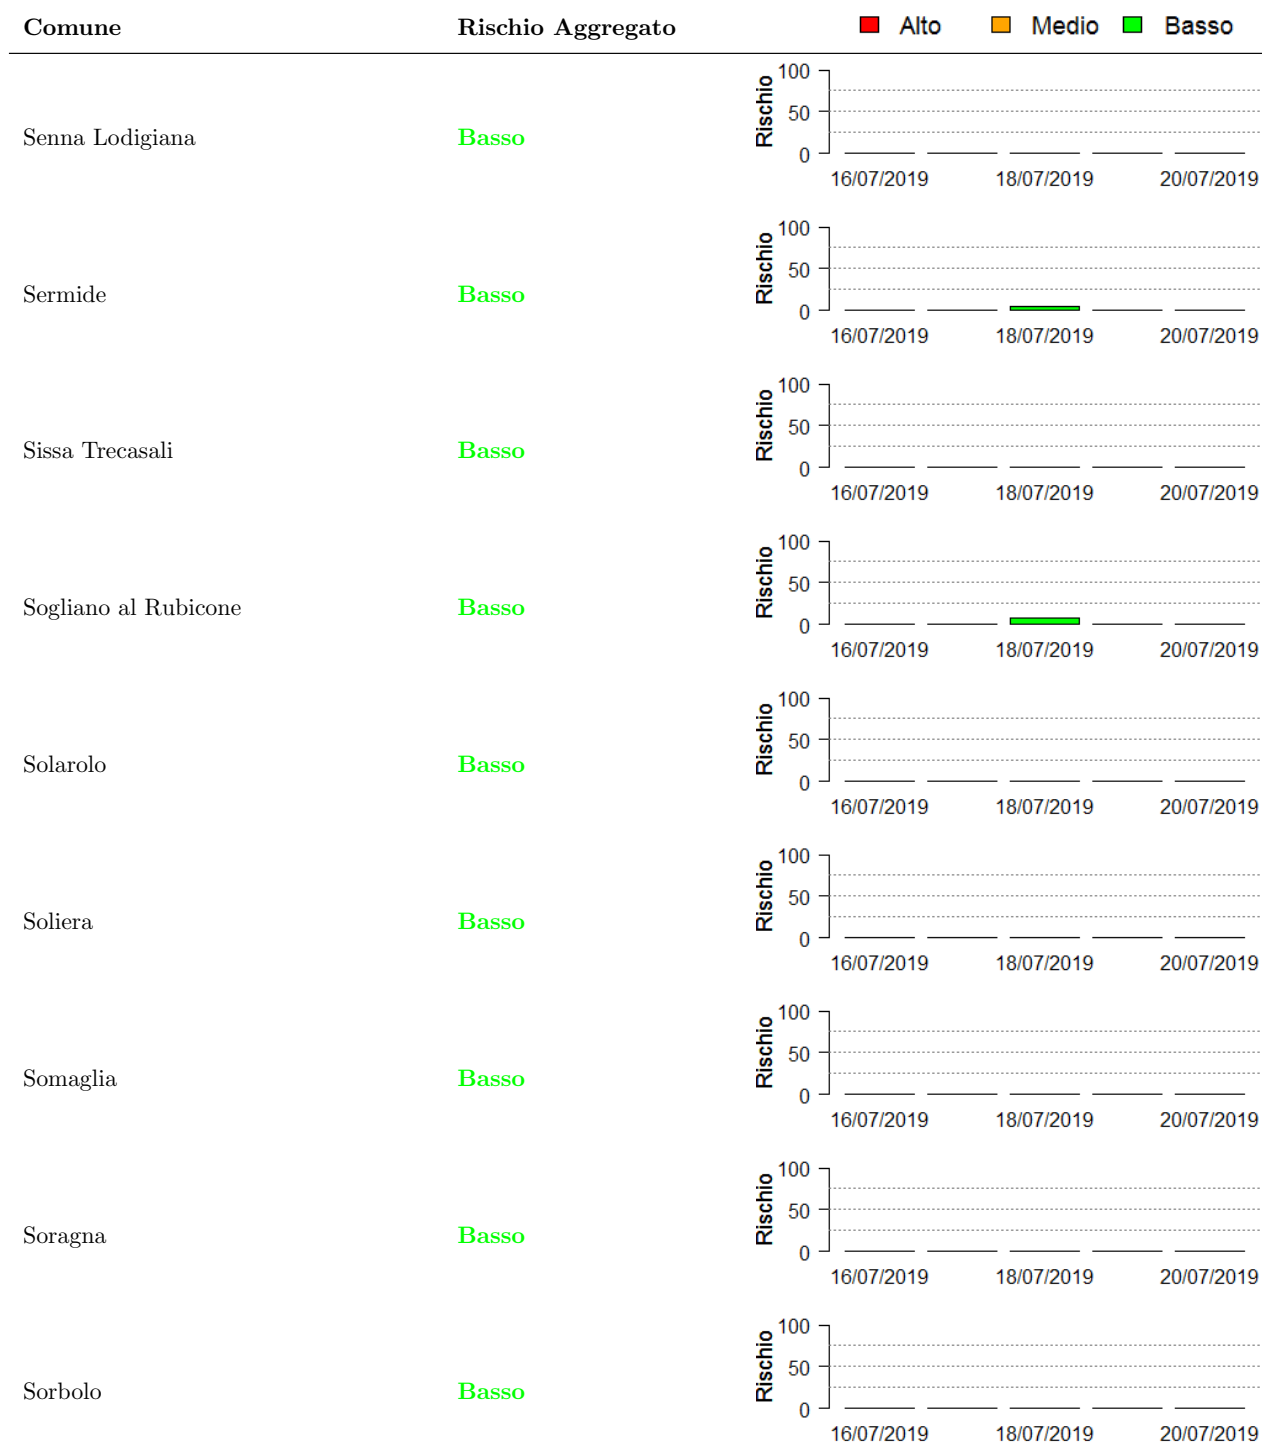 Comune Rischio Aggregato Alto Medio Basso
Senna Lodigiana Basso Rischio 100 50 0
16/07/2019 18/07/2019 20/07/2019
Sermide Basso Rischio 100 50 0
16/07/2019 18/07/2019 20/07/2019
Sissa Trecasali Basso Rischio 100 50 0
16/07/2019 18/07/2019 20/07/2019
Sogliano al Rubicone Basso Rischio 100 50 0
16/07/2019 18/07/2019 20/07/2019
Solarolo Basso Rischio 100 50 0
16/07/2019 18/07/2019 20/07/2019
Soliera Basso Rischio 100 50 0
16/07/2019 18/07/2019 20/07/2019
Somaglia Basso Rischio 100 50 0
16/07/2019 18/07/2019 20/07/2019
Soragna Basso Rischio 100 50 0
16/07/2019 18/07/2019 20/07/2019
Sorbolo Basso Rischio 100 50 0
16/07/2019 18/07/2019 20/07/2019